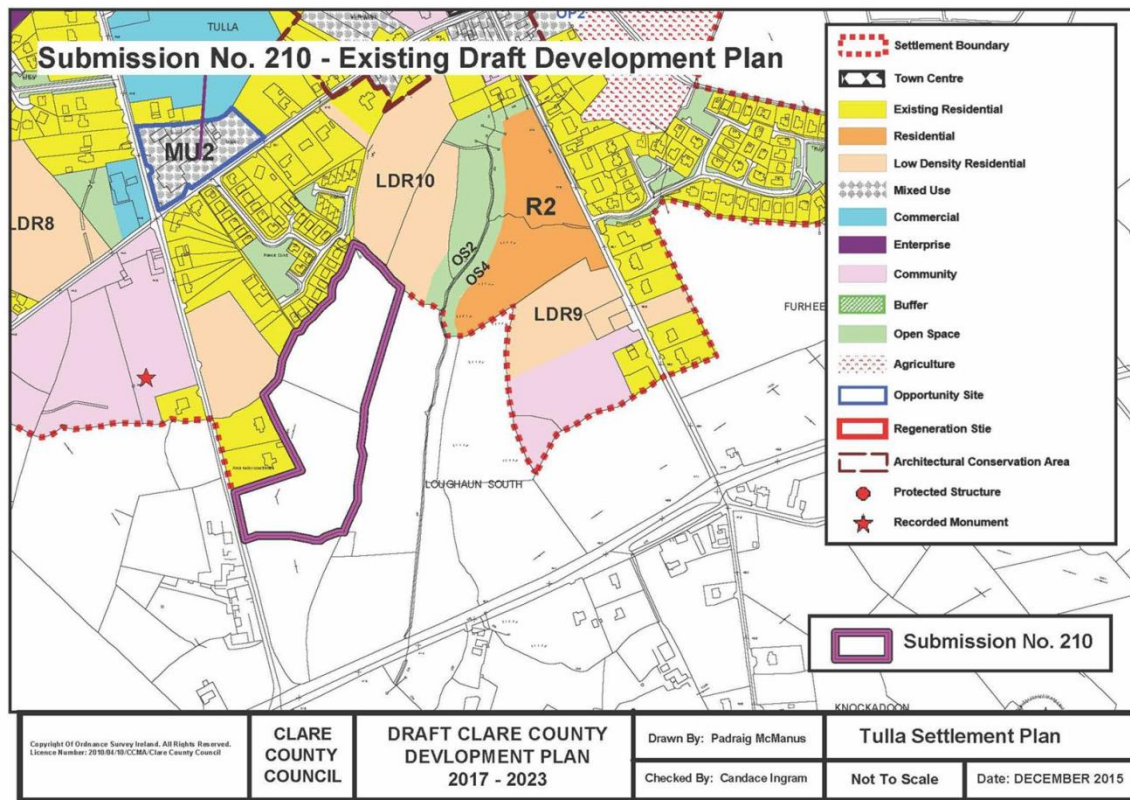 TULLA
OP2
Submission No. 210 - Existing Draft Development Plan
MU2
LDR10
R2
LDR8
OS2
OS4
LDR9
FURHEE
LOUGHAUN SOUTH
KNOCKADOON
Settlement Boundary
Town Centre
Existing Residential
Residential
Low Density Residential
Mixed Use
Commercial
Enterprise
Community
Buffer
Open Space
Agriculture
Opportunity Site
Regeneration Stie
Architectural Conservation Area
Protected Structure
Recorded Monument
Submission No. 210
Copyright Of Ordnance Survey Ireland. All Rights Reserved.
Licence Number: 2010/04/10/CCMA/Clare County Council
CLARE
COUNTY
COUNCIL
DRAFT CLARE COUNTY
DEVLOPMENT PLAN
2017 - 2023
Drawn By: Padraig McManus
Checked By: Candace Ingram
Tulla Settlement Plan
Not To Scale
Date: DECEMBER 2015